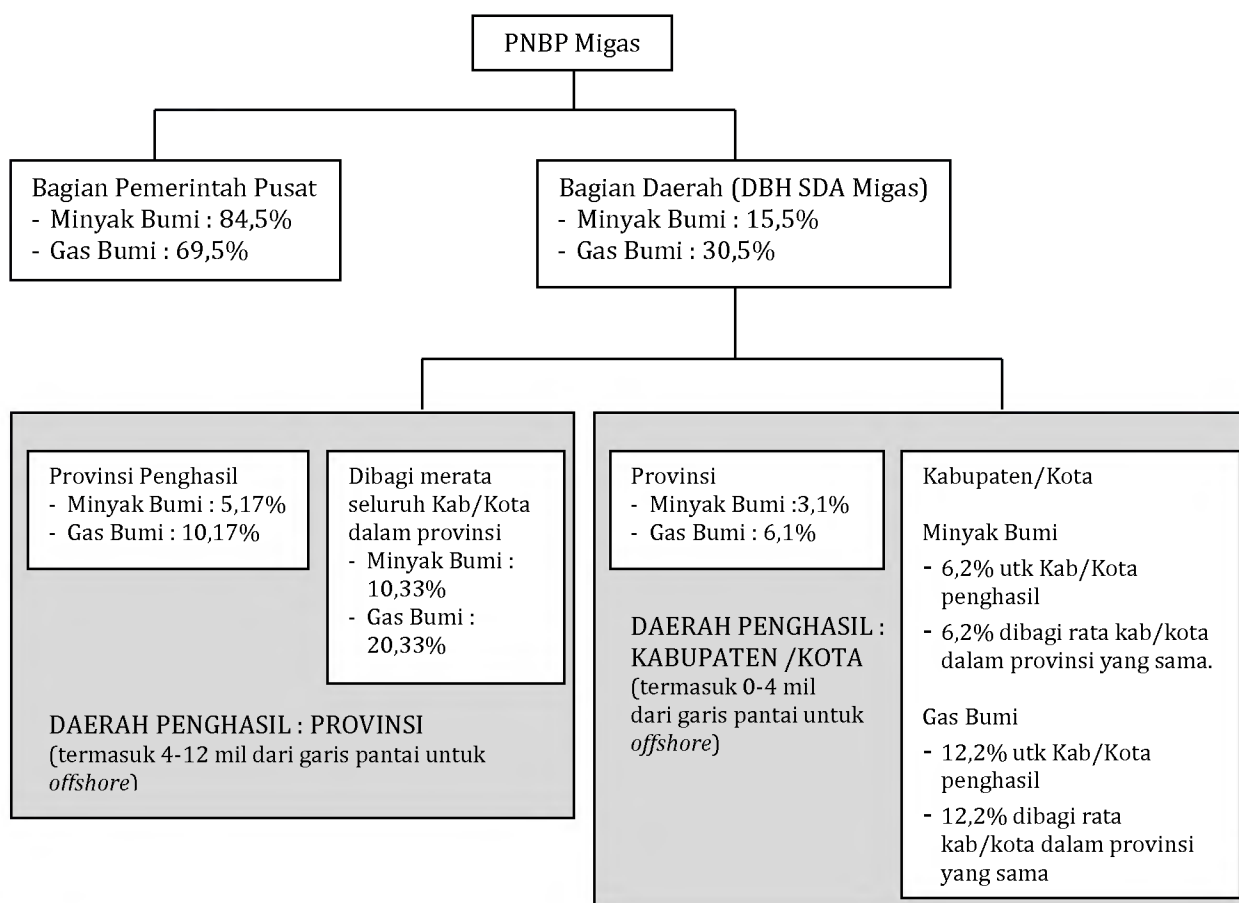 PNBP Migas
Bagian Pemerintah Pusat
- Minyak Bumi : 84,5%
- Gas Bumi : 69,5%
Bagian Daerah (DBH SDA Migas)
- Minyak Bumi : 15,5%
- Gas Bumi : 30,5%
Provinsi Penghasil
- Minyak Bumi : 5,17%
- Gas Bumi : 10,17%
Dibagi merata
seluruh Kab/Kota
dalam provinsi
- Minyak Bumi :
10,33%
- Gas Bumi :
20,33%
DAERAH PENGHASIL : PROVINSI
(termasuk 4-12 mil dari garis pantai untuk
offshore)
Provinsi
- Minyak Bumi :3,1%
- Gas Bumi : 6,1%
DAERAH PENGHASIL :
KABUPATEN /KOTA
(termasuk 0-4 mil
dari garis pantai untuk
offshore)
Kabupaten/Kota
Minyak Bumi
- 6,2% utk Kab/Kota
penghasil
- 6,2% dibagi rata kab/kota
dalam provinsi yang sama.
Gas Bumi
- 12,2% utk Kab/Kota
penghasil
- 12,2% dibagi rata
kab/kota dalam provinsi
yang sama